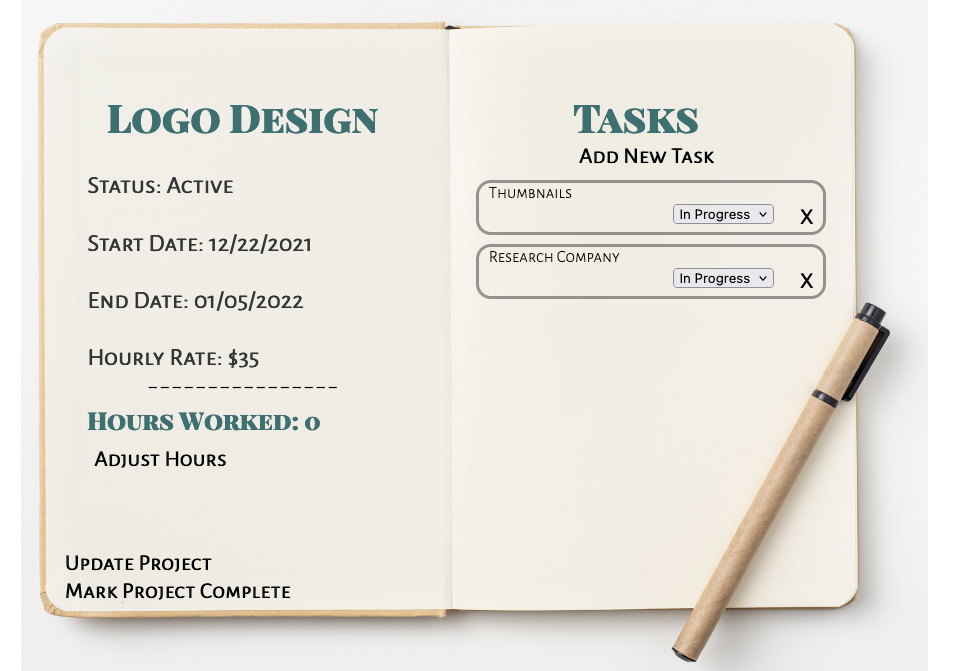 Logo Design
Status: Active
Start Date: 12/22/2021
End Date: 01/05/2022
Hourly Rate: $35
----------------
Hours Worked: 0
Adjust Hours
Update Project
Mark Project Complete
Tasks
Add New Task
Thumbnails
In Progress
X
Research Company
In Progress
X